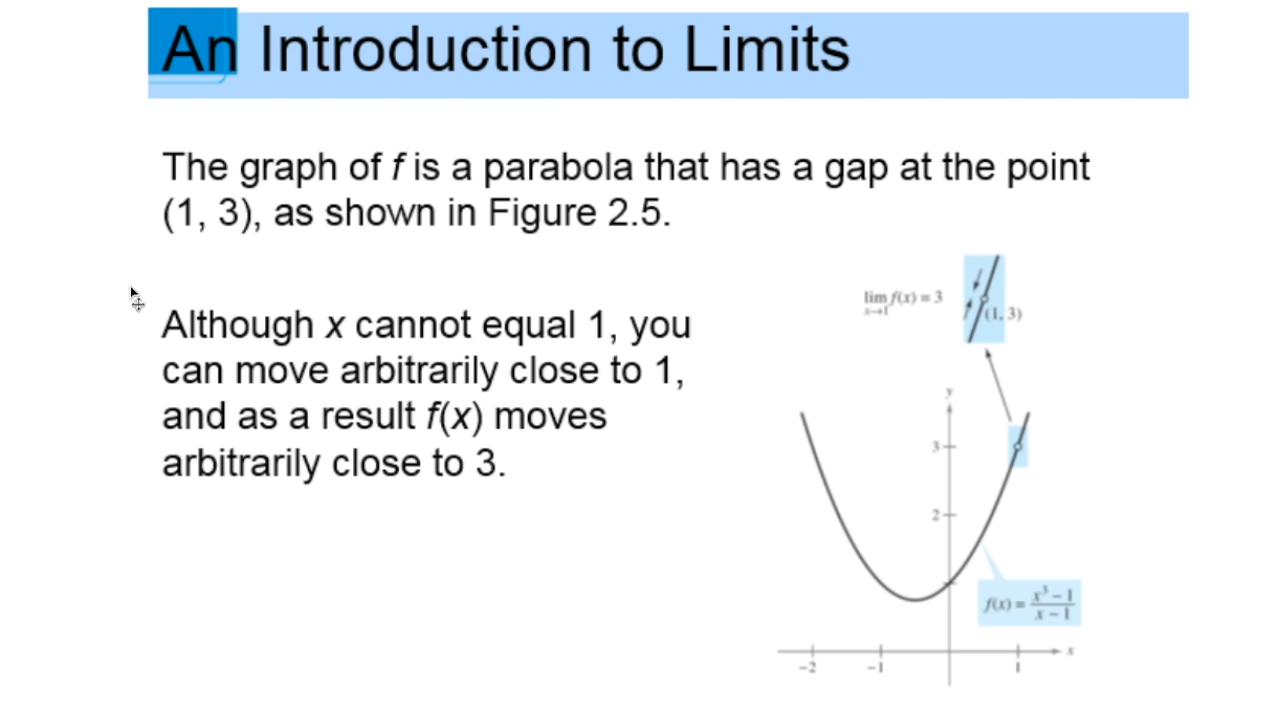 An Introduction to Limits
The graph of f is a parabola that has a gap at the point
(1, 3), as shown in Figure 2.5.
Although x cannot equal 1, you
can move arbitrarily close to 1,
and as a result f(x) moves
arbitrarily close to 3.
lim f(x) = 3
x→1
(1, 3)
y
3
2
f(x) = x³ − 1
x − 1
−2 −1 1 x